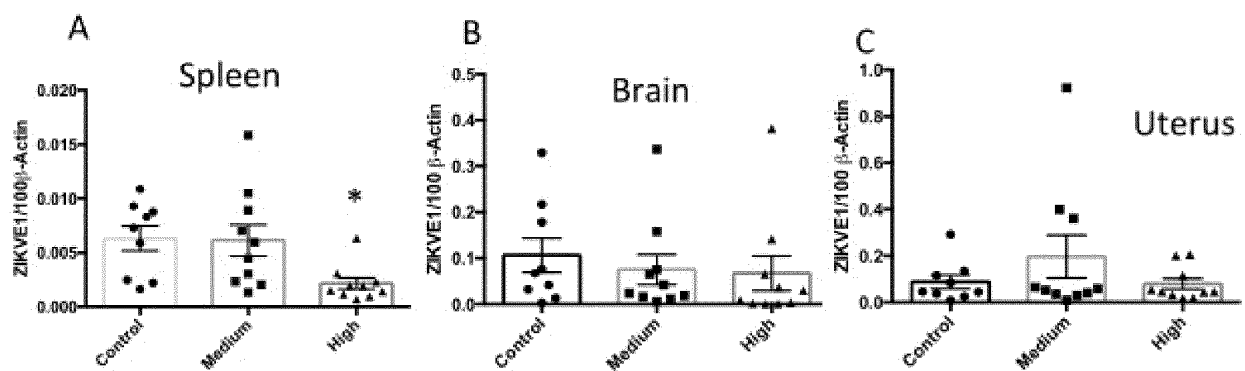 A
Spleen
ZIKVE1/100β-Actin
0.020
0.015
0.010
0.005
0.000
*
Control
Medium
High
B
Brain
ZIKVE1/100 β-Actin
0.5
0.4
0.3
0.2
0.1
0.0
Control
Medium
High
C
Uterus
ZIKVE1/100 β-Actin
1.0
0.8
0.6
0.4
0.2
0.0
Control
Medium
High